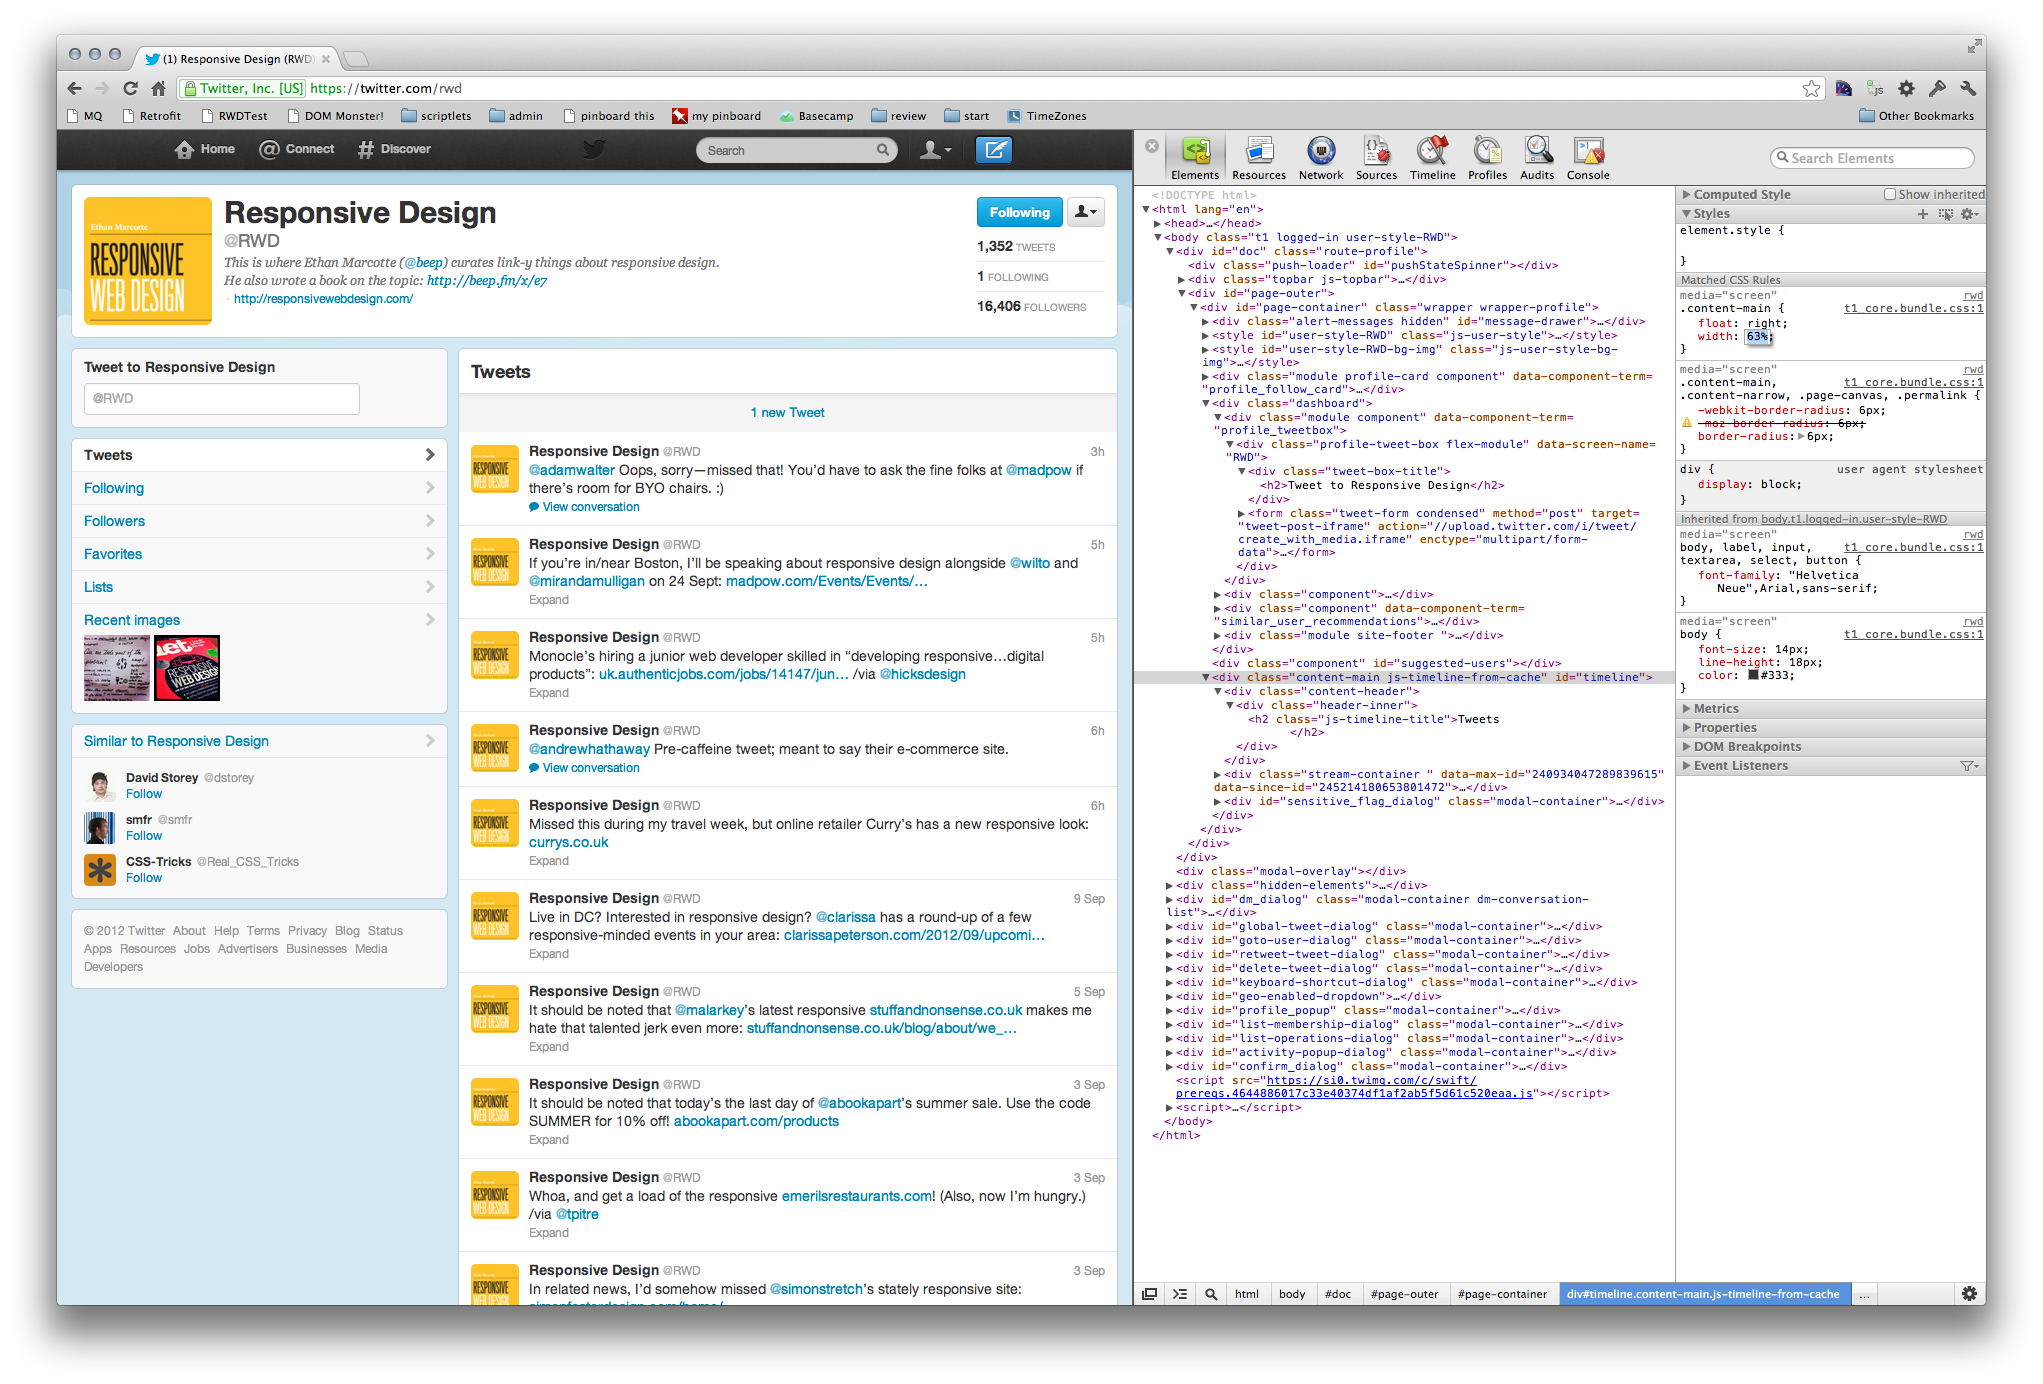 (1) Responsive Design (RWD)
Twitter, Inc. [US] https://twitter.com/rwd
MQ Retrofit RWDTest DOM Monster! scriptlets admin pinboard this my pinboard Basecamp review start TimeZones Other Bookmarks
Home Connect Discover Search
Ethan Marcotte
RESPONSIVE
WEB DESIGN
Responsive Design
@RWD
This is where Ethan Marcotte (@beep) curates link-y things about responsive design.
He also wrote a book on the topic: http://beep.fm/x/e7
· http://responsivewebdesign.com/
Following
1,352 TWEETS
1 FOLLOWING
16,406 FOLLOWERS
Tweet to Responsive Design
@RWD
Tweets
Following
Followers
Favorites
Lists
Recent images
Similar to Responsive Design
David Storey @dstorey
Follow
smfr @smfr
Follow
CSS-Tricks @Real_CSS_Tricks
Follow
© 2012 Twitter About Help Terms Privacy Blog Status
Apps Resources Jobs Advertisers Businesses Media
Developers
Tweets
1 new Tweet
Responsive Design @RWD 3h
@adamwalter Oops, sorry—missed that! You’d have to ask the fine folks at @madpow if
there’s room for BYO chairs. :)
View conversation
Responsive Design @RWD 5h
If you’re in/near Boston, I’ll be speaking about responsive design alongside @wilto and
@mirandamulligan on 24 Sept: madpow.com/Events/Events/…
Expand
Responsive Design @RWD 5h
Monocle’s hiring a junior web developer skilled in “developing responsive…digital
products”: uk.authenticjobs.com/jobs/14147/jun… /via @hicksdesign
Expand
Responsive Design @RWD 6h
@andrewhathaway Pre-caffeine tweet; meant to say their e-commerce site.
View conversation
Responsive Design @RWD 6h
Missed this during my travel week, but online retailer Curry’s has a new responsive look:
currys.co.uk
Expand
Responsive Design @RWD 9 Sep
Live in DC? Interested in responsive design? @clarissa has a round-up of a few
responsive-minded events in your area: clarissapeterson.com/2012/09/upcomi…
Expand
Responsive Design @RWD 5 Sep
It should be noted that @malarkey’s latest responsive stuffandnonsense.co.uk makes me
hate that talented jerk even more: stuffandnonsense.co.uk/blog/about/we_…
Expand
Responsive Design @RWD 3 Sep
It should be noted that today’s the last day of @abookapart’s summer sale. Use the code
SUMMER for 10% off! abookapart.com/products
Expand
Responsive Design @RWD 3 Sep
Whoa, and get a load of the responsive emerilsrestaurants.com! (Also, now I’m hungry.)
/via @tpitre
Expand
Responsive Design @RWD 3 Sep
In related news, I’d somehow missed @simonstretch’s stately responsive site:
Elements Resources Network Sources Timeline Profiles Audits Console Search Elements
<!DOCTYPE html>
<html lang="en">
<head>…</head>
<body class="t1 logged-in user-style-RWD">
<div id="doc" class="route-profile">
<div class="push-loader" id="pushStateSpinner"></div>
<div class="topbar js-topbar">…</div>
<div id="page-outer">
<div id="page-container" class="wrapper wrapper-profile">
<div class="alert-messages hidden" id="message-drawer">…</div>
<style id="user-style-RWD" class="js-user-style">…</style>
<style id="user-style-RWD-bg-img" class="js-user-style-bg-
img">…</style>
<div class="module profile-card component" data-component-term=
"profile_follow_card">…</div>
<div class="dashboard">
<div class="module component" data-component-term=
"profile_tweetbox">
<div class="profile-tweet-box flex-module" data-screen-name=
"RWD">
<div class="tweet-box-title">
<h2>Tweet to Responsive Design</h2>
</div>
<form class="tweet-form condensed" method="post" target=
"tweet-post-iframe" action="//upload.twitter.com/i/tweet/
create_with_media.iframe" enctype="multipart/form-
data">…</form>
</div>
</div>
<div class="component">…</div>
<div class="component" data-component-term=
"similar_user_recommendations">…</div>
<div class="module site-footer ">…</div>
</div>
<div class="component" id="suggested-users"></div>
<div class="content-main js-timeline-from-cache" id="timeline">
<div class="content-header">
<div class="header-inner">
<h2 class="js-timeline-title">Tweets
</h2>
</div>
</div>
<div class="stream-container " data-max-id="240934047289839615"
data-since-id="245214180653801472">…</div>
<div id="sensitive_flag_dialog" class="modal-container">…</div>
</div>
</div>
</div>
</div>
<div class="modal-overlay"></div>
<div class="hidden-elements">…</div>
<div id="dm_dialog" class="modal-container dm-conversation-
list">…</div>
<div id="global-tweet-dialog" class="modal-container">…</div>
<div id="goto-user-dialog" class="modal-container">…</div>
<div id="retweet-tweet-dialog" class="modal-container">…</div>
<div id="delete-tweet-dialog" class="modal-container">…</div>
<div id="keyboard-shortcut-dialog" class="modal-container">…</div>
<div id="geo-enabled-dropdown">…</div>
<div id="profile_popup" class="modal-container">…</div>
<div id="list-membership-dialog" class="modal-container">…</div>
<div id="list-operations-dialog" class="modal-container">…</div>
<div id="activity-popup-dialog" class="modal-container">…</div>
<div id="confirm_dialog" class="modal-container">…</div>
<script src="https://si0.twimg.com/c/swift/
prereqs.4644886017c33e40374df1af2ab5f5d61c520eaa.js"></script>
<script>…</script>
</body>
</html>
Computed Style Show inherited
Styles
element.style {
}
Matched CSS Rules
media="screen" rwd
.content-main { t1_core.bundle.css:1
float: right;
width: 63%;
}
media="screen" rwd
.content-main, t1_core.bundle.css:1
.content-narrow, .page-canvas, .permalink {
-webkit-border-radius: 6px;
-moz-border-radius: 6px;
border-radius: 6px;
}
div { user agent stylesheet
display: block;
}
Inherited from body.t1.logged-in.user-style-RWD
media="screen" rwd
body, label, input, t1_core.bundle.css:1
textarea, select, button {
font-family: "Helvetica
Neue",Arial,sans-serif;
}
media="screen" rwd
body { t1_core.bundle.css:1
font-size: 14px;
line-height: 18px;
color: #333;
}
Metrics
Properties
DOM Breakpoints
Event Listeners
html body #doc #page-outer #page-container div#timeline.content-main.js-timeline-from-cache ...